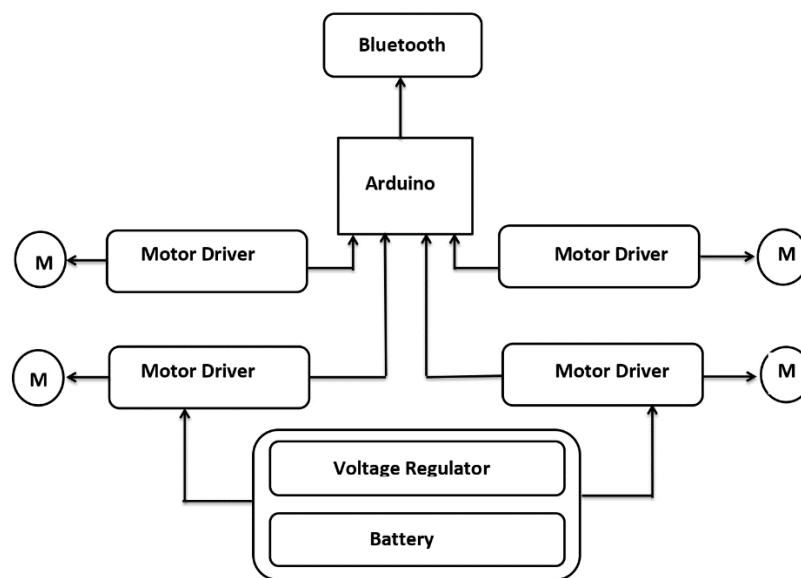 Bluetooth
Arduino
M
Motor Driver
Motor Driver
M
M
Motor Driver
Motor Driver
M
Voltage Regulator
Battery